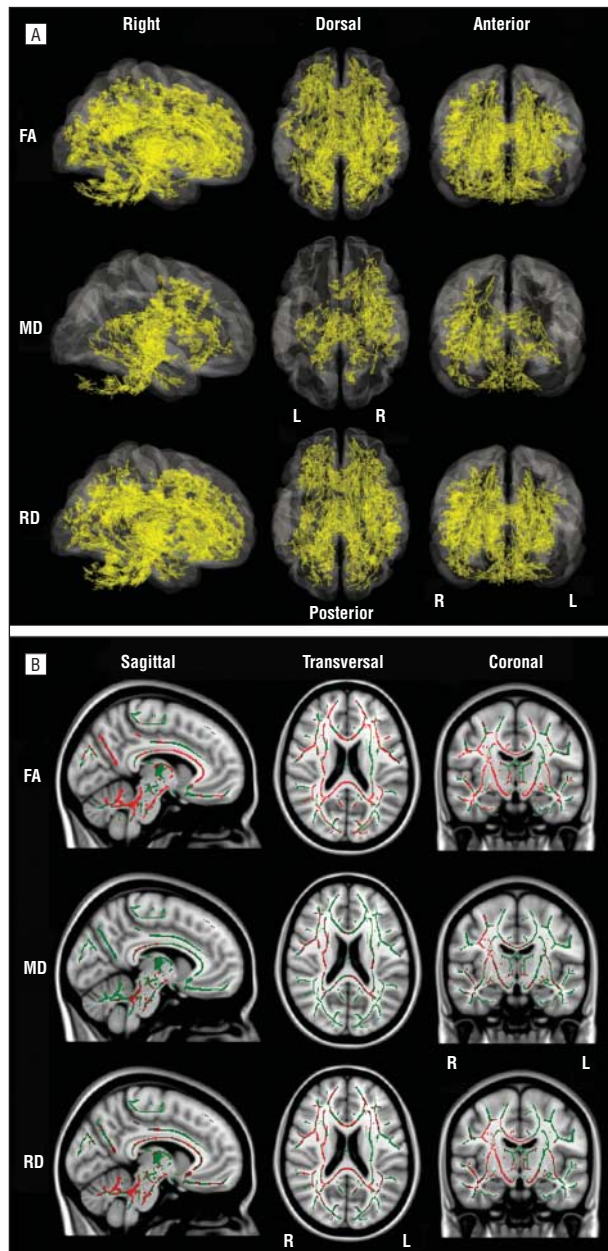 A
Right Dorsal Anterior
FA
MD
L R
RD
Posterior
R L
B
Sagittal Transversal Coronal
FA
MD
R L
RD
R L